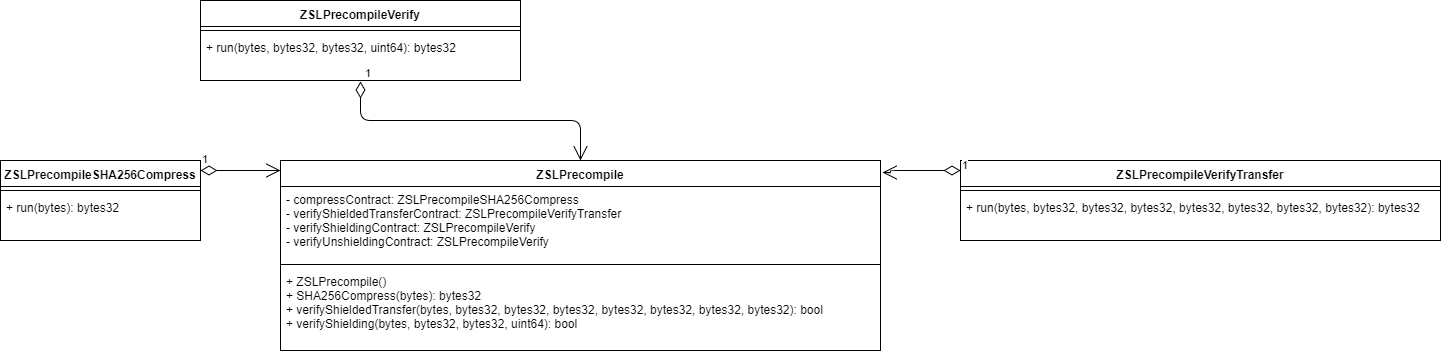 ZSLPrecompileVerify
+ run(bytes, bytes32, bytes32, uint64): bytes32
1
ZSLPrecompileSHA256Compress
+ run(bytes): bytes32
1
ZSLPrecompile
- compressContract: ZSLPrecompileSHA256Compress
- verifyShieldedTransferContract: ZSLPrecompileVerifyTransfer
- verifyShieldingContract: ZSLPrecompileVerify
- verifyUnshieldingContract: ZSLPrecompileVerify
+ ZSLPrecompile()
+ SHA256Compress(bytes): bytes32
+ verifyShieldedTransfer(bytes, bytes32, bytes32, bytes32, bytes32, bytes32, bytes32, bytes32): bool
+ verifyShielding(bytes, bytes32, bytes32, uint64): bool
1
ZSLPrecompileVerifyTransfer
+ run(bytes, bytes32, bytes32, bytes32, bytes32, bytes32, bytes32, bytes32): bytes32